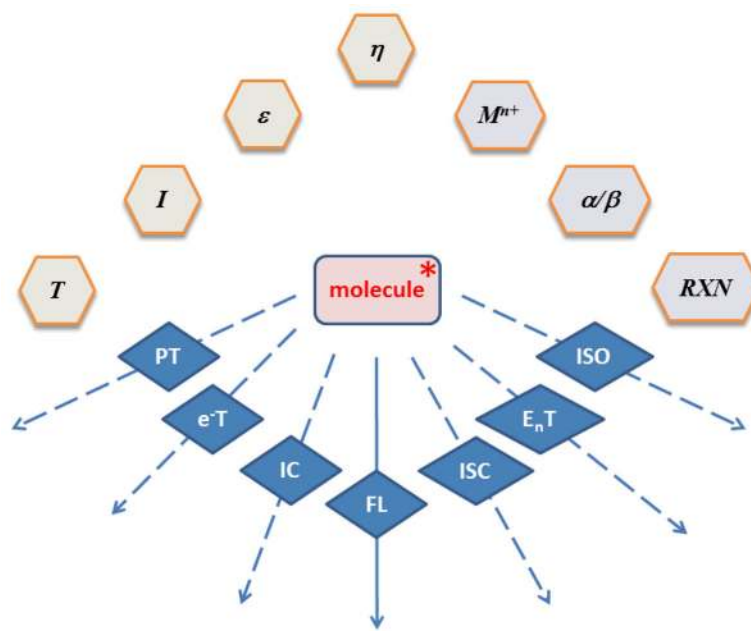 η
ε
Mⁿ⁺
I
α/β
T
molecule*
RXN
PT
ISO
e⁻T
EₙT
IC
ISC
FL